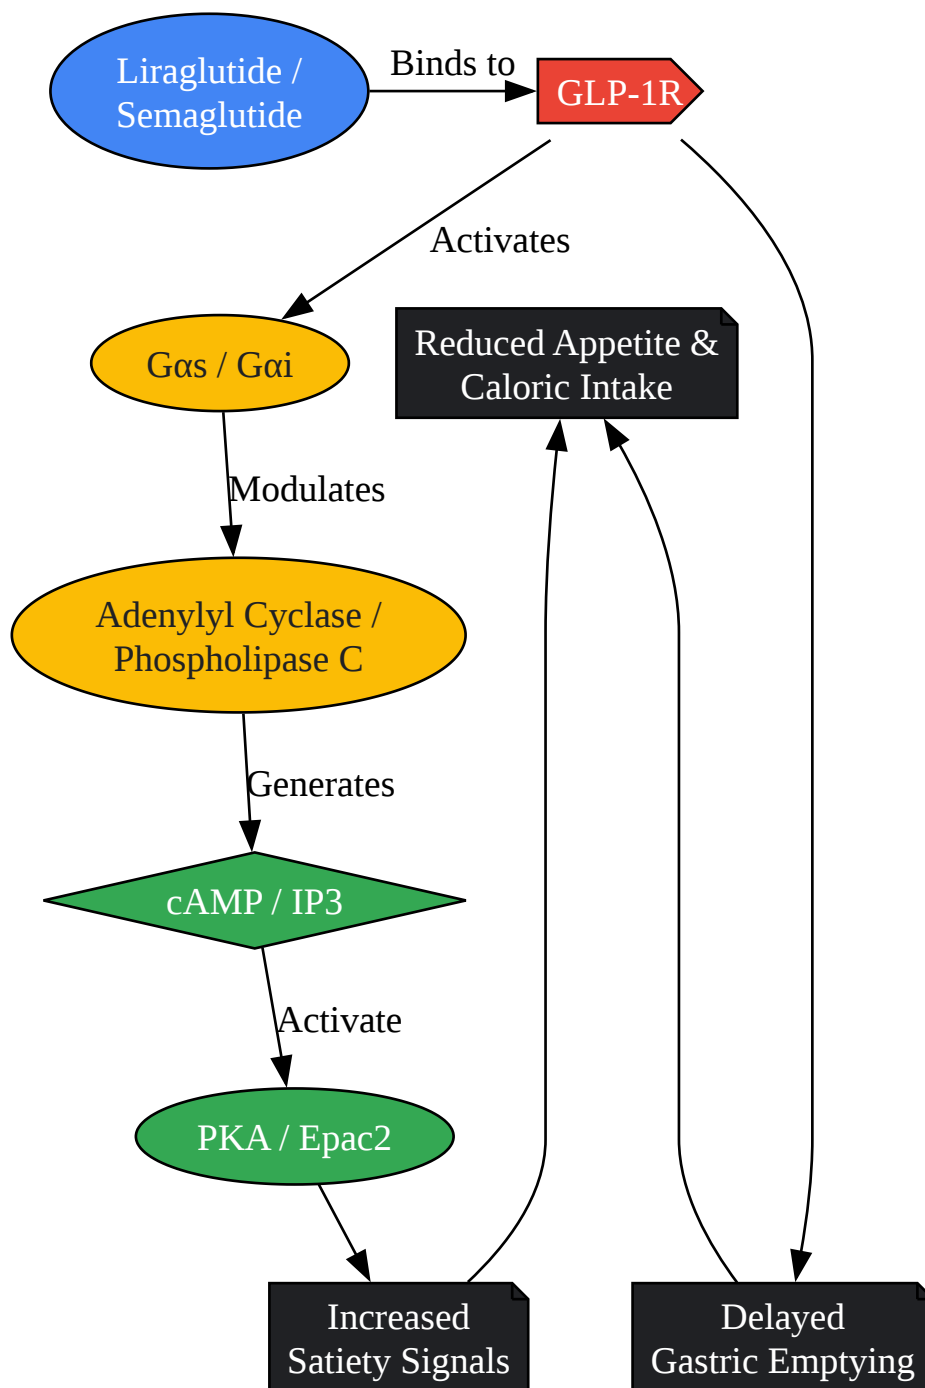 Liraglutide /
Semaglutide
Binds to
GLP-1R
Activates
Gαs / Gαi
Reduced Appetite &
Caloric Intake
Modulates
Adenylyl Cyclase /
Phospholipase C
Generates
cAMP / IP3
Activate
PKA / Epac2
Increased
Satiety Signals
Delayed
Gastric Emptying